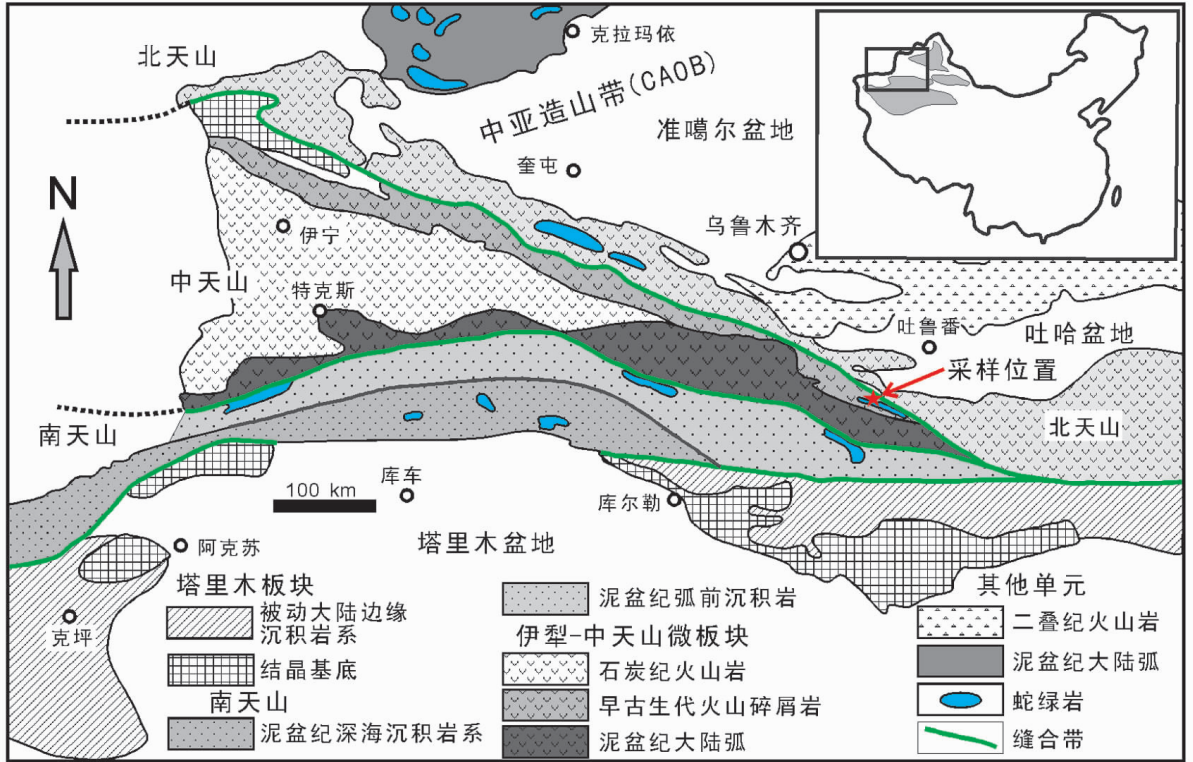 克拉玛依
北天山
中亚造山带(CAOB)
准噶尔盆地
奎屯
N
乌鲁木齐
伊宁
中天山
特克斯
吐鲁番
吐哈盆地
采样位置
南天山
北天山
100 km
库车
库尔勒
塔里木盆地
阿克苏
克坪
塔里木板块
被动大陆边缘
沉积岩系
结晶基底
南天山
泥盆纪深海沉积岩系
泥盆纪弧前沉积岩
伊犁-中天山微板块
石炭纪火山岩
早古生代火山碎屑岩
泥盆纪大陆弧
其他单元
二叠纪火山岩
泥盆纪大陆弧
蛇绿岩
缝合带